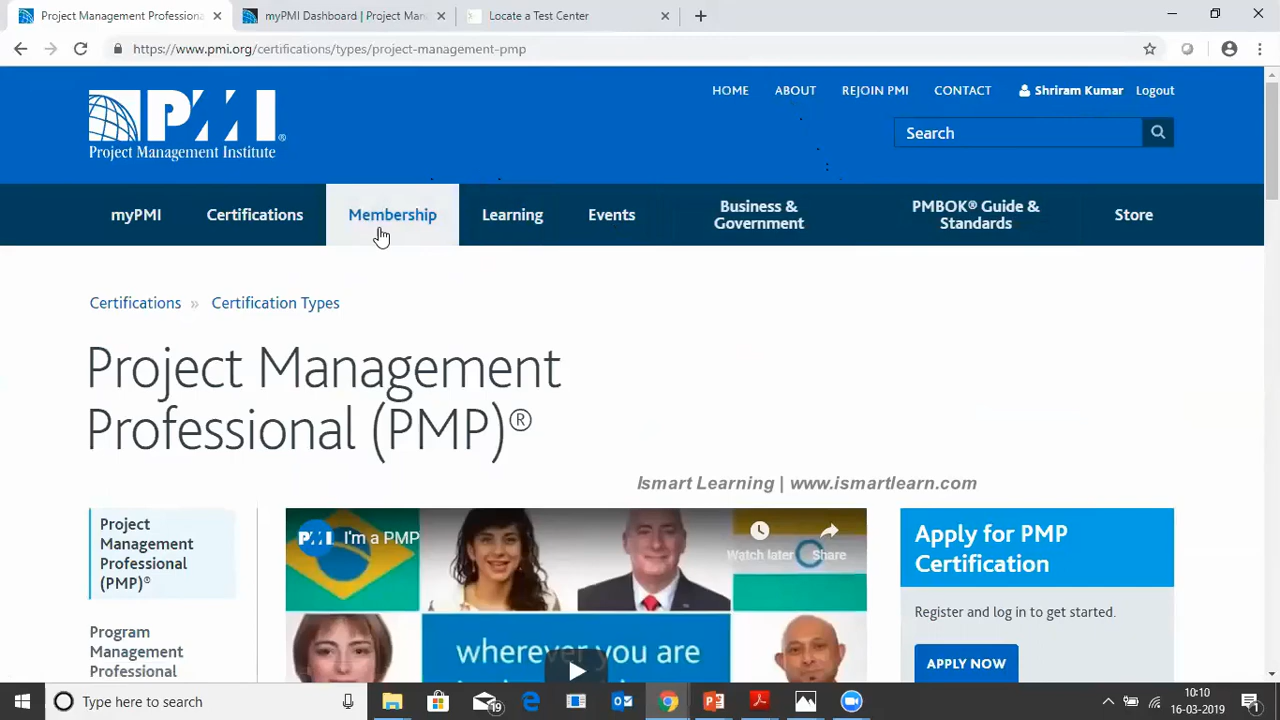 Project Management Professiona
myPMI Dashboard | Project Man
Locate a Test Center
https://www.pmi.org/certifications/types/project-management-pmp
HOME ABOUT REJOIN PMI CONTACT Shriram Kumar Logout
PMI®
Project Management Institute
Search
myPMI Certifications Membership Learning Events Business & Government PMBOK® Guide & Standards Store
Certifications » Certification Types
Project Management
Professional (PMP)®
Ismart Learning | www.ismartlearn.com
Project
Management
Professional
(PMP)®
Program
Management
Professional
PMI I'm a PMP
Watch later Share
wherever you are
Apply for PMP
Certification
Register and log in to get started.
APPLY NOW
Type here to search
19
10:10
16-03-2019
1